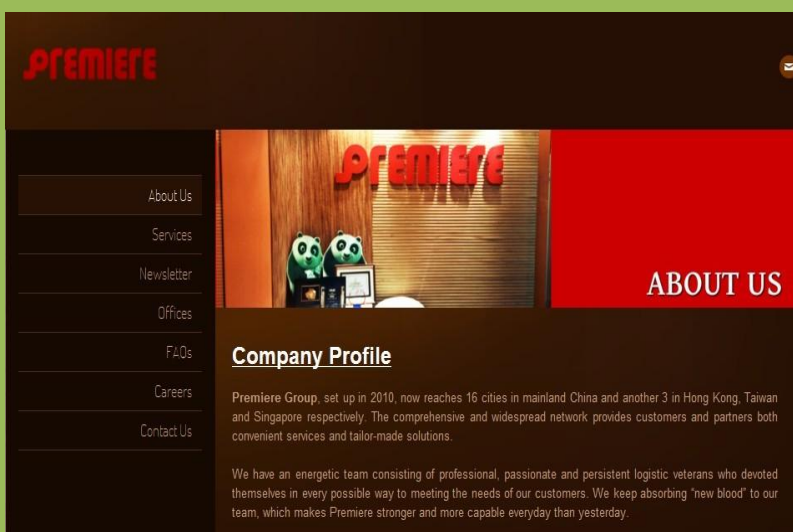 PREMIERE
About Us
Services
Newsletter
Offices
FAQs
Careers
Contact Us
PREMIERE
ABOUT US
Company Profile
Premiere Group, set up in 2010, now reaches 16 cities in mainland China and another 3 in Hong Kong, Taiwan
and Singapore respectively. The comprehensive and widespread network provides customers and partners both
convenient services and tailor-made solutions.
We have an energetic team consisting of professional, passionate and persistent logistic veterans who devoted
themselves in every possible way to meeting the needs of our customers. We keep absorbing “new blood” to our
team, which makes Premiere stronger and more capable everyday than yesterday.